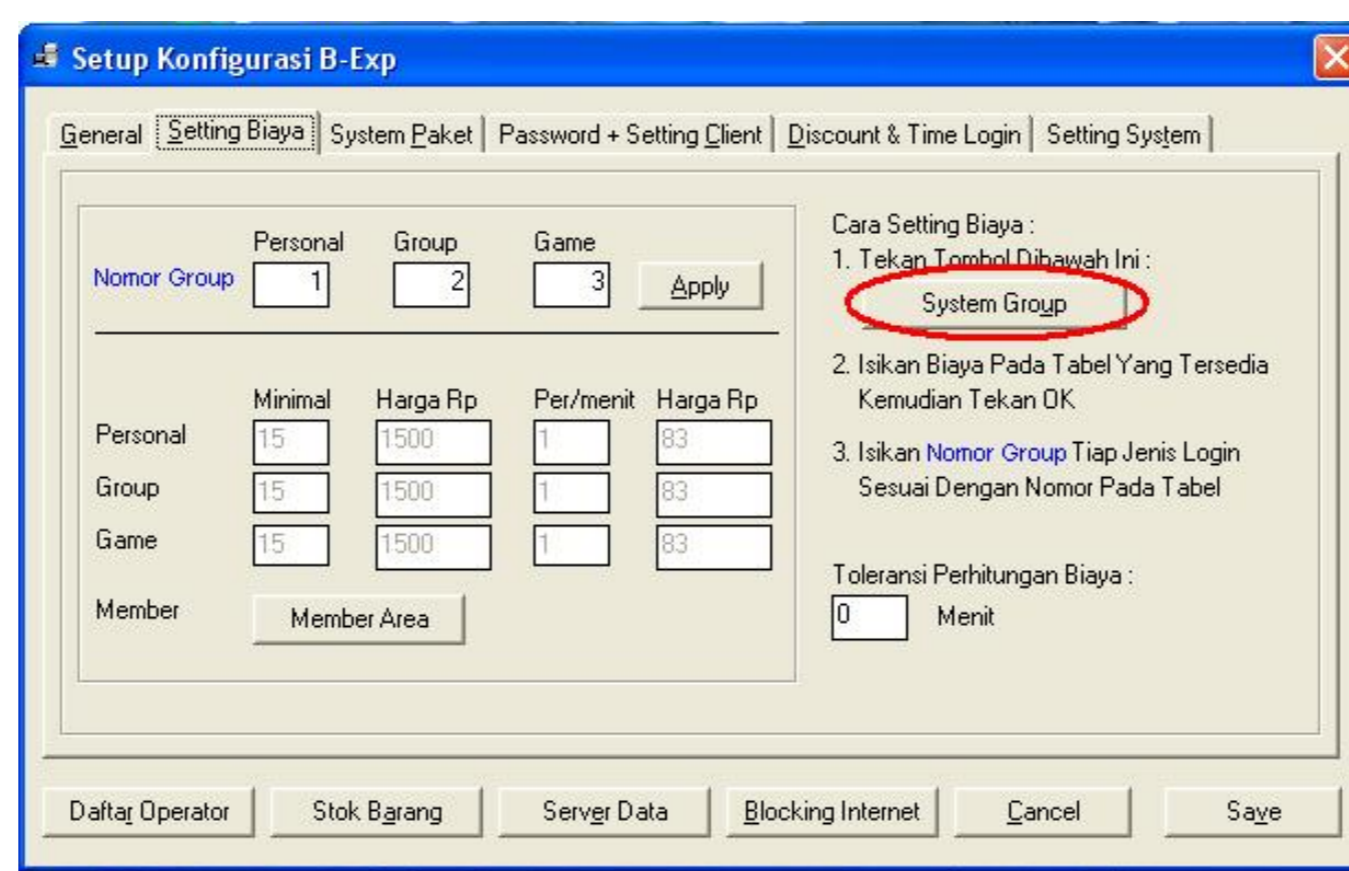 Setup Konfigurasi B-Exp
General Setting Biaya System Paket Password + Setting Client Discount & Time Login Setting System
Personal Group Game
Nomor Group 1 2 3 Apply
Minimal Harga Rp Per/menit Harga Rp
Personal 15 1500 1 83
Group 15 1500 1 83
Game 15 1500 1 83
Member Member Area
Cara Setting Biaya :
1. Tekan Tombol Dibawah Ini :
System Group
2. Isikan Biaya Pada Tabel Yang Tersedia
Kemudian Tekan OK
3. Isikan Nomor Group Tiap Jenis Login
Sesuai Dengan Nomor Pada Tabel
Toleransi Perhitungan Biaya :
0 Menit
Daftar Operator Stok Barang Server Data Blocking Internet Cancel Save